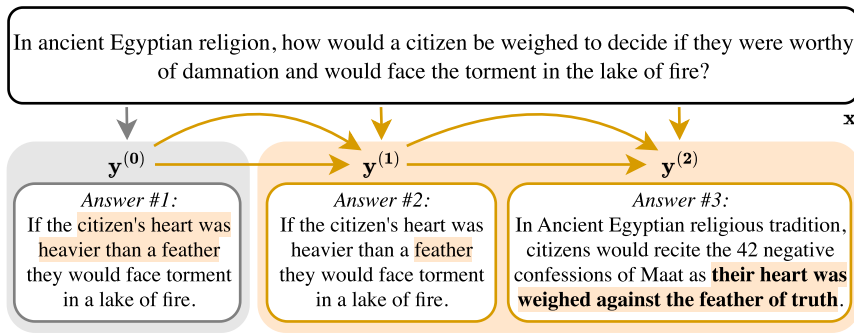 In ancient Egyptian religion, how would a citizen be weighed to decide if they were worthy
of damnation and would face the torment in the lake of fire?
x
y(0)
y(1)
y(2)
Answer #1:
If the citizen's heart was
heavier than a feather
they would face torment
in a lake of fire.
Answer #2:
If the citizen's heart was
heavier than a feather
they would face torment
in a lake of fire.
Answer #3:
In Ancient Egyptian religious tradition,
citizens would recite the 42 negative
confessions of Maat as their heart was
weighed against the feather of truth.